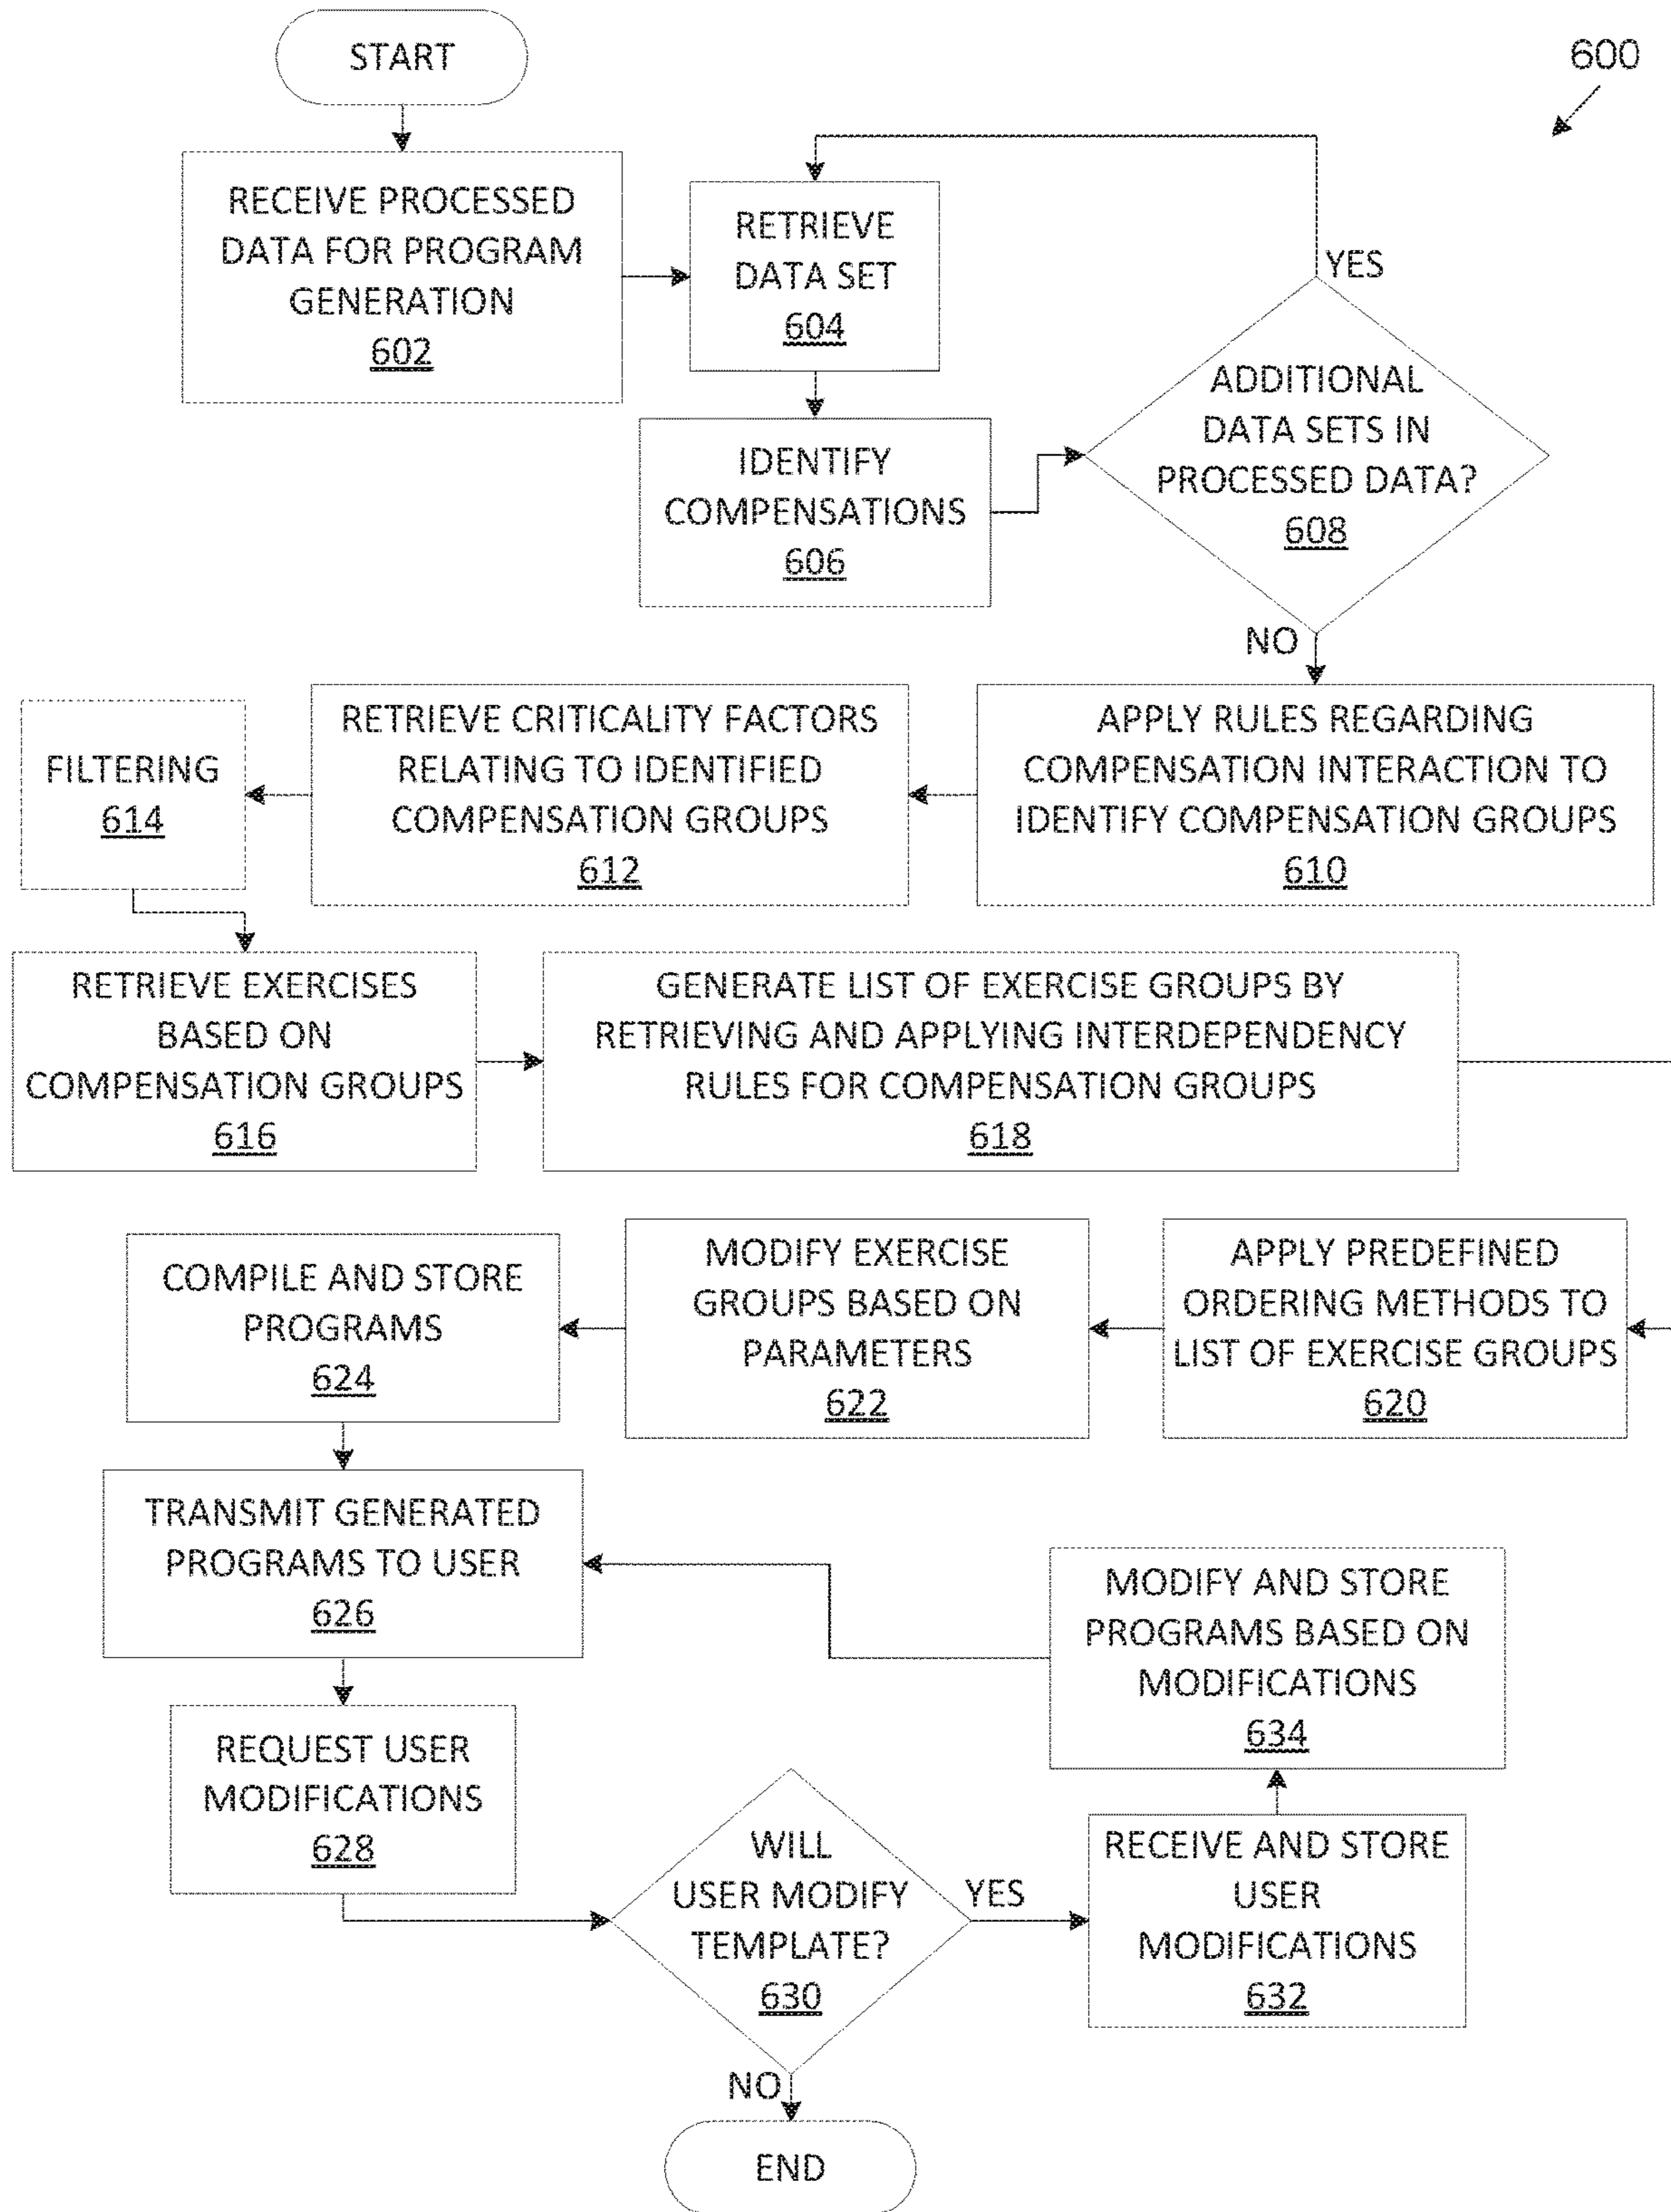 START
600
RECEIVE PROCESSED
DATA FOR PROGRAM
GENERATION
602
RETRIEVE
DATA SET
604
YES
IDENTIFY
COMPENSATIONS
606
ADDITIONAL
DATA SETS IN
PROCESSED DATA?
608
NO
APPLY RULES REGARDING
COMPENSATION INTERACTION TO
IDENTIFY COMPENSATION GROUPS
610
RETRIEVE CRITICALITY FACTORS
RELATING TO IDENTIFIED
COMPENSATION GROUPS
612
FILTERING
614
RETRIEVE EXERCISES
BASED ON
COMPENSATION GROUPS
616
GENERATE LIST OF EXERCISE GROUPS BY
RETRIEVING AND APPLYING INTERDEPENDENCY
RULES FOR COMPENSATION GROUPS
618
APPLY PREDEFINED
ORDERING METHODS TO
LIST OF EXERCISE GROUPS
620
MODIFY EXERCISE
GROUPS BASED ON
PARAMETERS
622
COMPILE AND STORE
PROGRAMS
624
TRANSMIT GENERATED
PROGRAMS TO USER
626
REQUEST USER
MODIFICATIONS
628
WILL
USER MODIFY
TEMPLATE?
630
YES
RECEIVE AND STORE
USER
MODIFICATIONS
632
MODIFY AND STORE
PROGRAMS BASED ON
MODIFICATIONS
634
NO
END